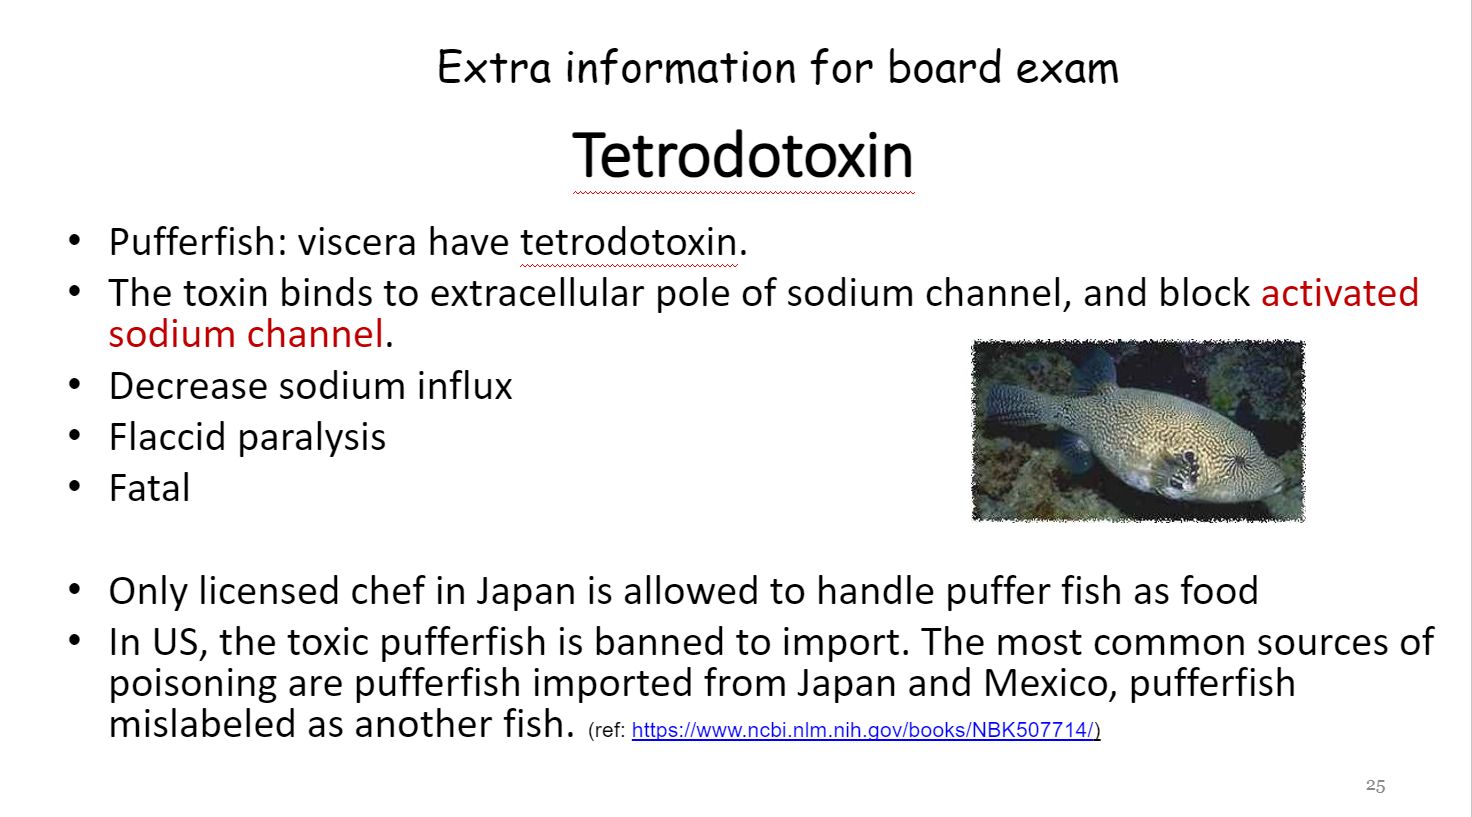 Extra information for board exam
Tetrodotoxin
• Pufferfish: viscera have tetrodotoxin.
• The toxin binds to extracellular pole of sodium channel, and block activated
sodium channel.
• Decrease sodium influx
• Flaccid paralysis
• Fatal
• Only licensed chef in Japan is allowed to handle puffer fish as food
• In US, the toxic pufferfish is banned to import. The most common sources of
poisoning are pufferfish imported from Japan and Mexico, pufferfish
mislabeled as another fish. (ref: https://www.ncbi.nlm.nih.gov/books/NBK507714/)
25